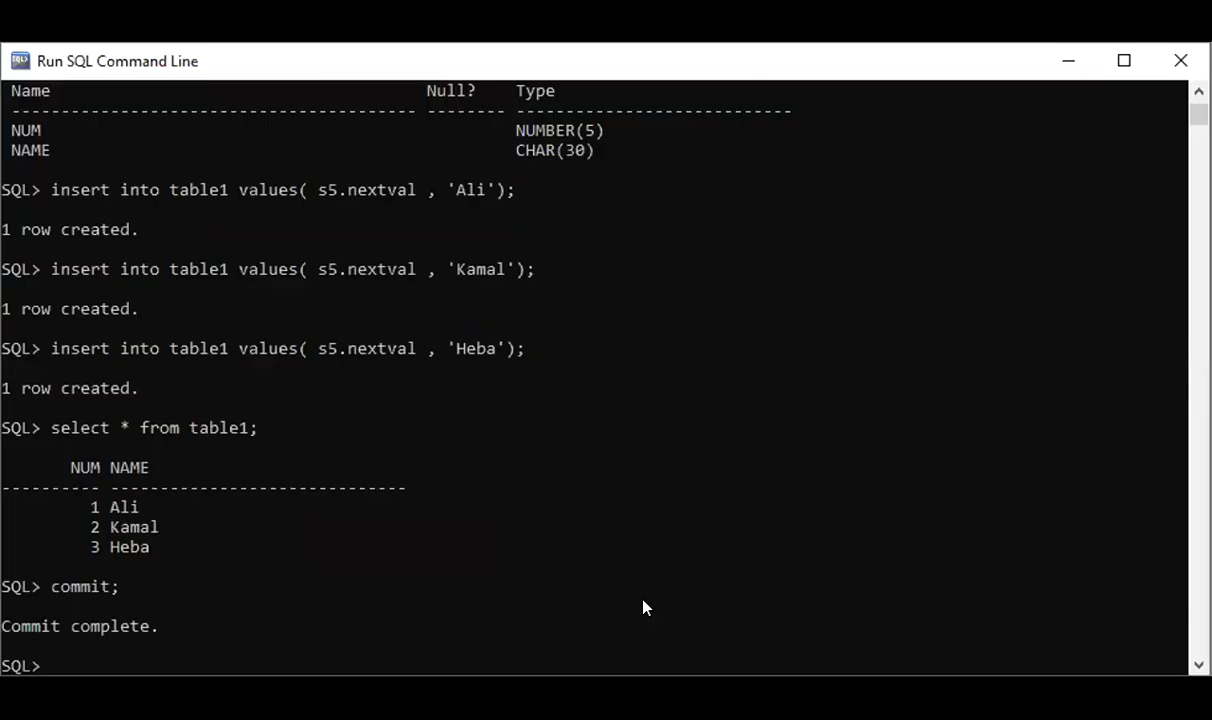 Run SQL Command Line
Name Null? Type
----------------------------------------- -------- ----------------------------
NUM NUMBER(5)
NAME CHAR(30)
SQL> insert into table1 values( s5.nextval , 'Ali');
1 row created.
SQL> insert into table1 values( s5.nextval , 'Kamal');
1 row created.
SQL> insert into table1 values( s5.nextval , 'Heba');
1 row created.
SQL> select * from table1;
NUM NAME
---------- ------------------------------
1 Ali
2 Kamal
3 Heba
SQL> commit;
Commit complete.
SQL>